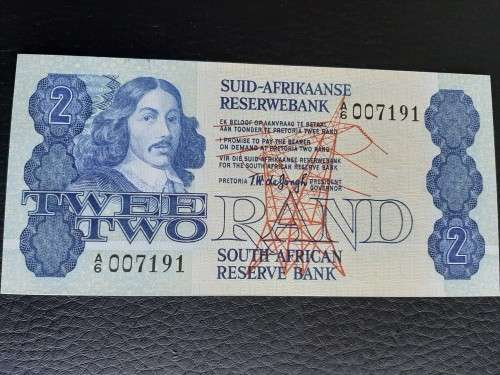 2
SUID-AFRIKAANSE
RESERWEBANK
A/6 007191
EK BELOOF OP AANVRAAG TE BETAAL
AAN TOONDER TE PRETORIA TWEE RAND
I PROMISE TO PAY THE BEARER
ON DEMAND AT PRETORIA TWO RAND
VIR DIE SUID-AFRIKAANSE RESERWEBANK
FOR THE SOUTH AFRICAN RESERVE BANK
PRETORIA T.W. de Jongh PRESIDENT
GOVERNOR
TWEE
TWO
RAND
2
A/6 007191
SOUTH AFRICAN
RESERVE BANK